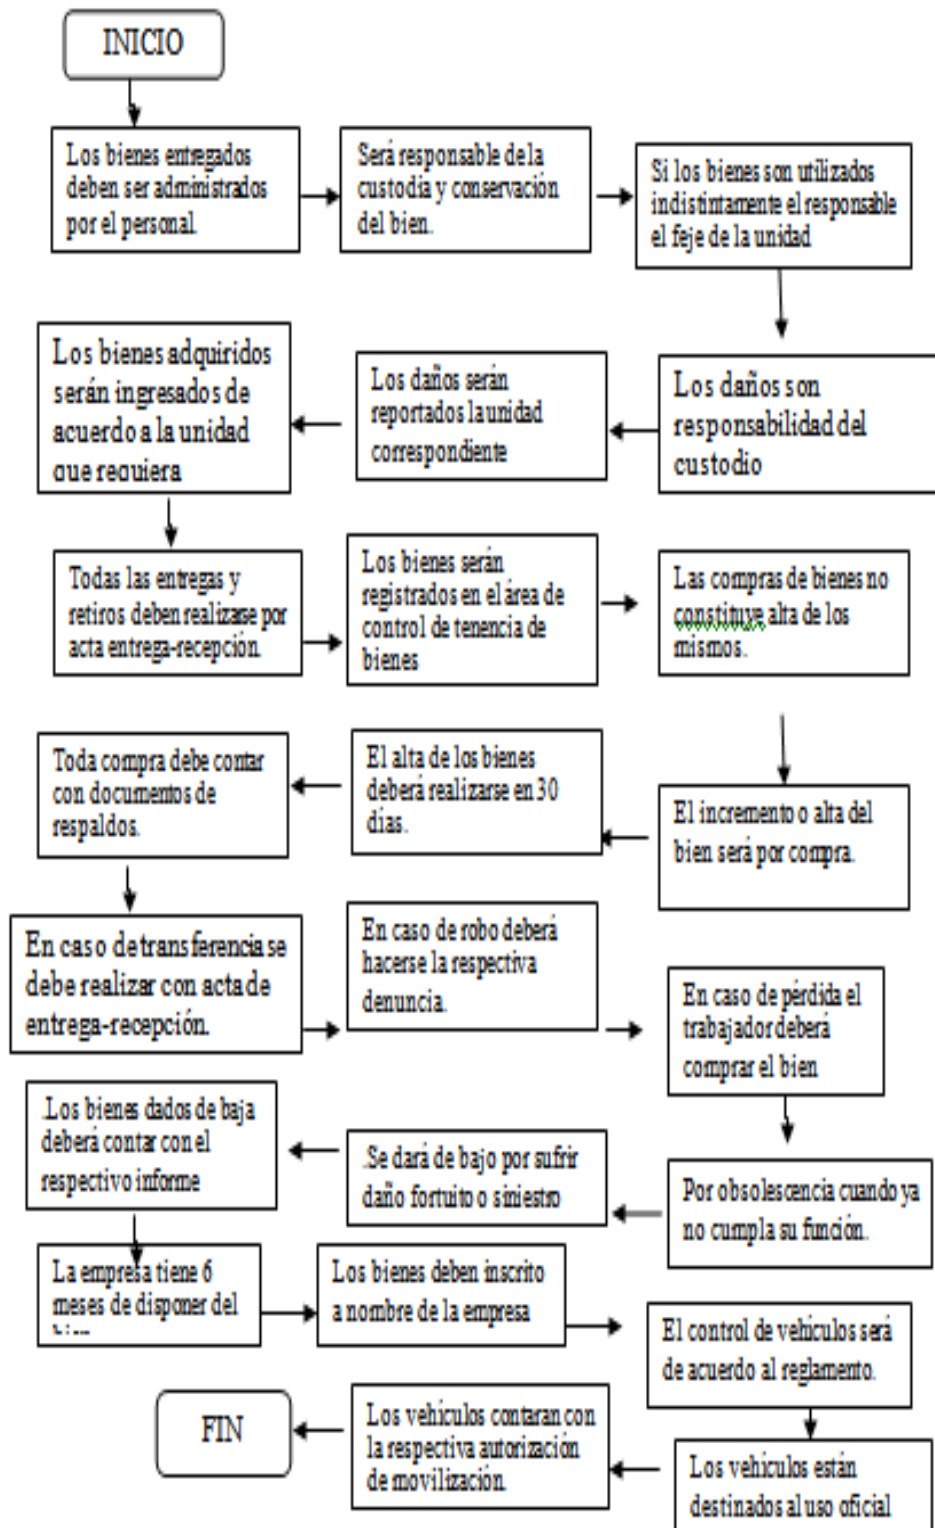 INICIO
Los bienes entregados
deben ser administrados
por el personal.
Será responsable de la
custodia y conservación
del bien.
Si los bienes son utilizados
indistintamente el responsable
el feje de la unidad
Los daños son
responsabilidad del
custodio
Los daños serán
reportados la unidad
correspondiente
Los bienes adquiridos
serán ingresados de
acuerdo a la unidad
que requiera
Todas las entregas y
retiros deben realizarse por
acta entrega-recepción.
Los bienes serán
registrados en el área de
control de tenencia de
bienes
Las compras de bienes no
constituye alta de los
mismos.
El incremento o alta del
bien será por compra.
El alta de los bienes
deberá realizarse en 30
días.
Toda compra debe contar
con documentos de
respaldos.
En caso de transferencia se
debe realizar con acta de
entrega-recepción.
En caso de robo deberá
hacerse la respectiva
denuncia.
En caso de pérdida el
trabajador deberá
comprar el bien
Por obsolescencia cuando ya
no cumpla su función.
.Se dará de bajo por sufrir
daño fortuito o siniestro
.Los bienes dados de baja
deberá contar con el
respectivo informe
La empresa tiene 6
meses de disponer del
Los bienes deben inscrito
a nombre de la empresa
El control de vehículos será
de acuerdo al reglamento.
Los vehículos están
destinados al uso oficial
Los vehículos contaran con
la respectiva autorización
de movilización.
FIN